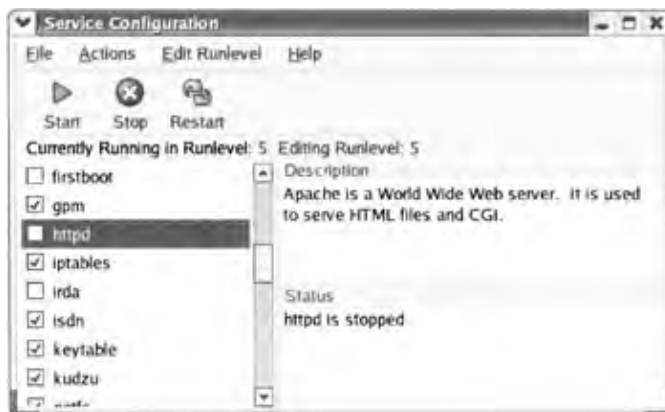 Service Configuration
File Actions Edit Runlevel Help
Start Stop Restart
Currently Running in Runlevel: 5 Editing Runlevel: 5
firstboot
gpm
httpd
iptables
irda
isdn
keytable
kudzu
Description
Apache is a World Wide Web server. It is used
to serve HTML files and CGI.
Status
httpd is stopped